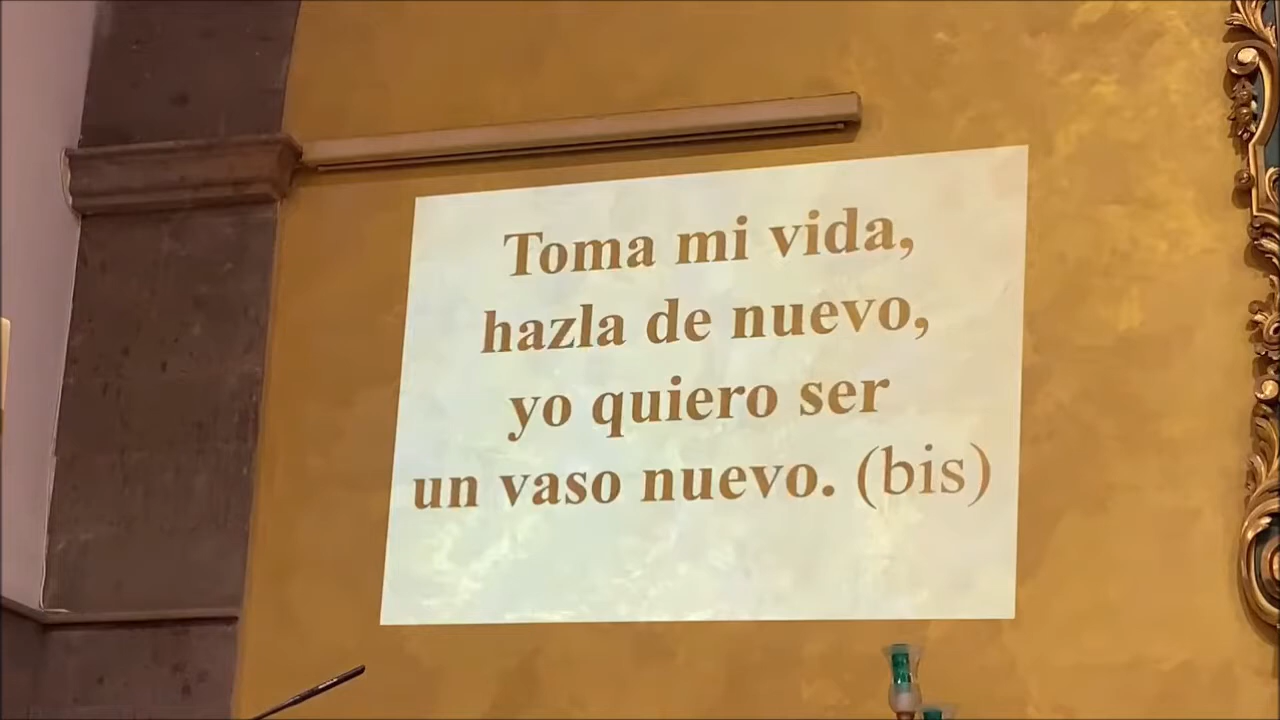 Toma mi vida,
hazla de nuevo,
yo quiero ser
un vaso nuevo. (bis)